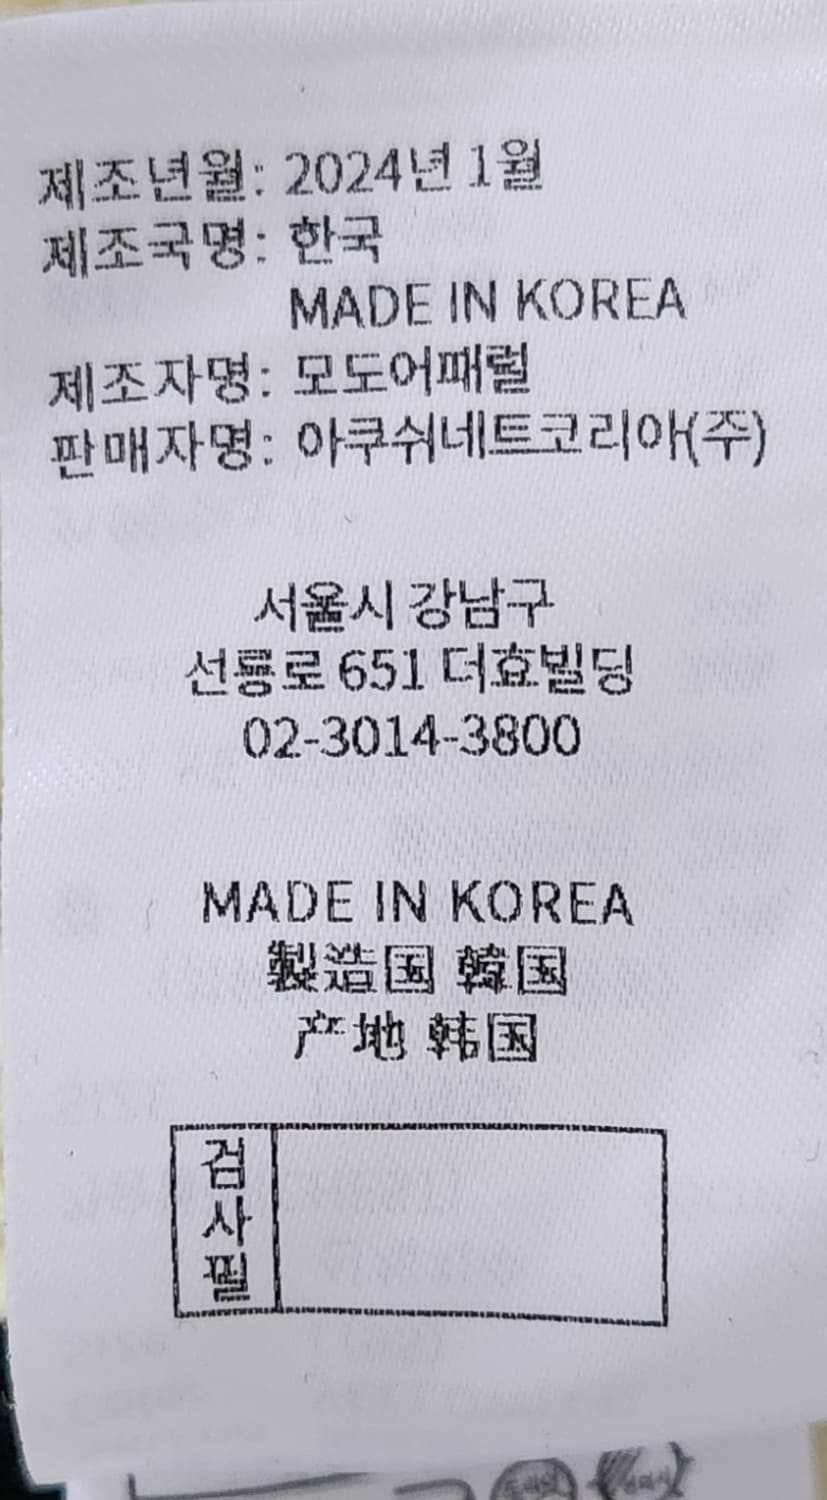 제조년월: 2024년 1월
제조국명: 한국
MADE IN KOREA
제조자명: 모도어패럴
판매자명: 아쿠쉬네트코리아(주)
서울시 강남구
선릉로 651 더효빌딩
02-3014-3800
MADE IN KOREA
製造国 韓国
产地 韩国
검사필